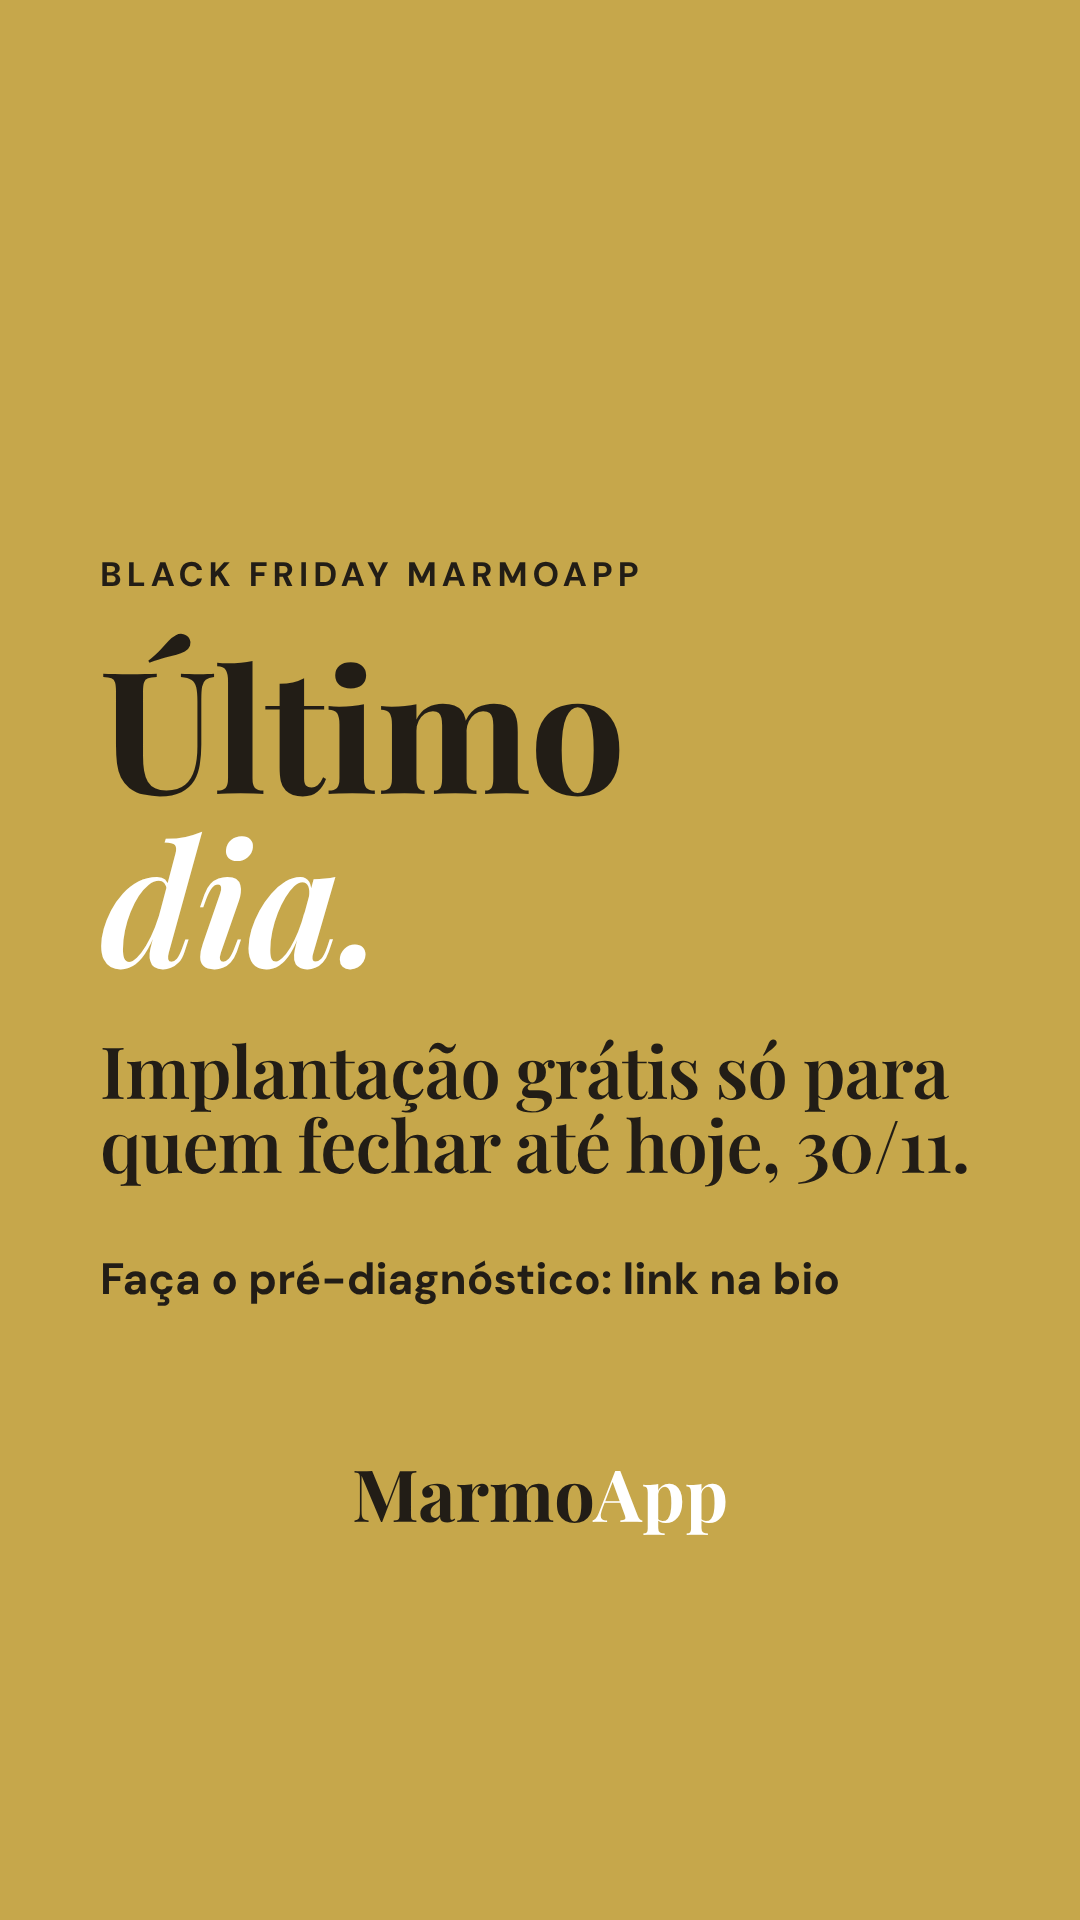 BLACK FRIDAY MARMOAPP
Último
dia.
Implantação grátis só para
quem fechar até hoje, 30/11.
Faça o pré-diagnóstico: link na bio
MarmoApp